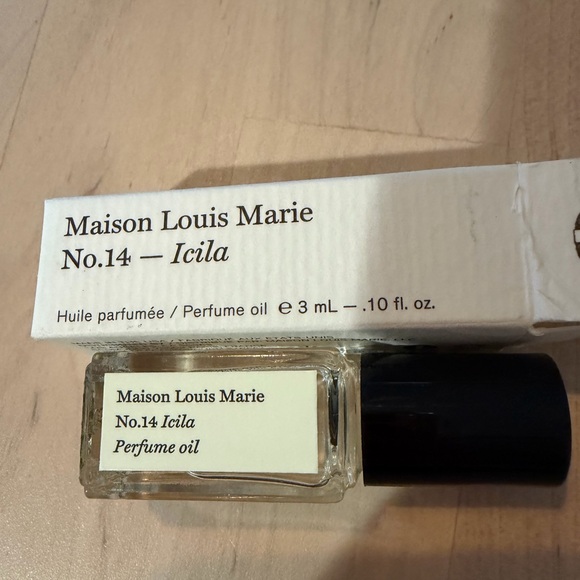 Maison Louis Marie
No.14 — Icila
Huile parfumée / Perfume oil ℮ 3 mL — .10 fl. oz.
Maison Louis Marie
No.14 Icila
Perfume oil